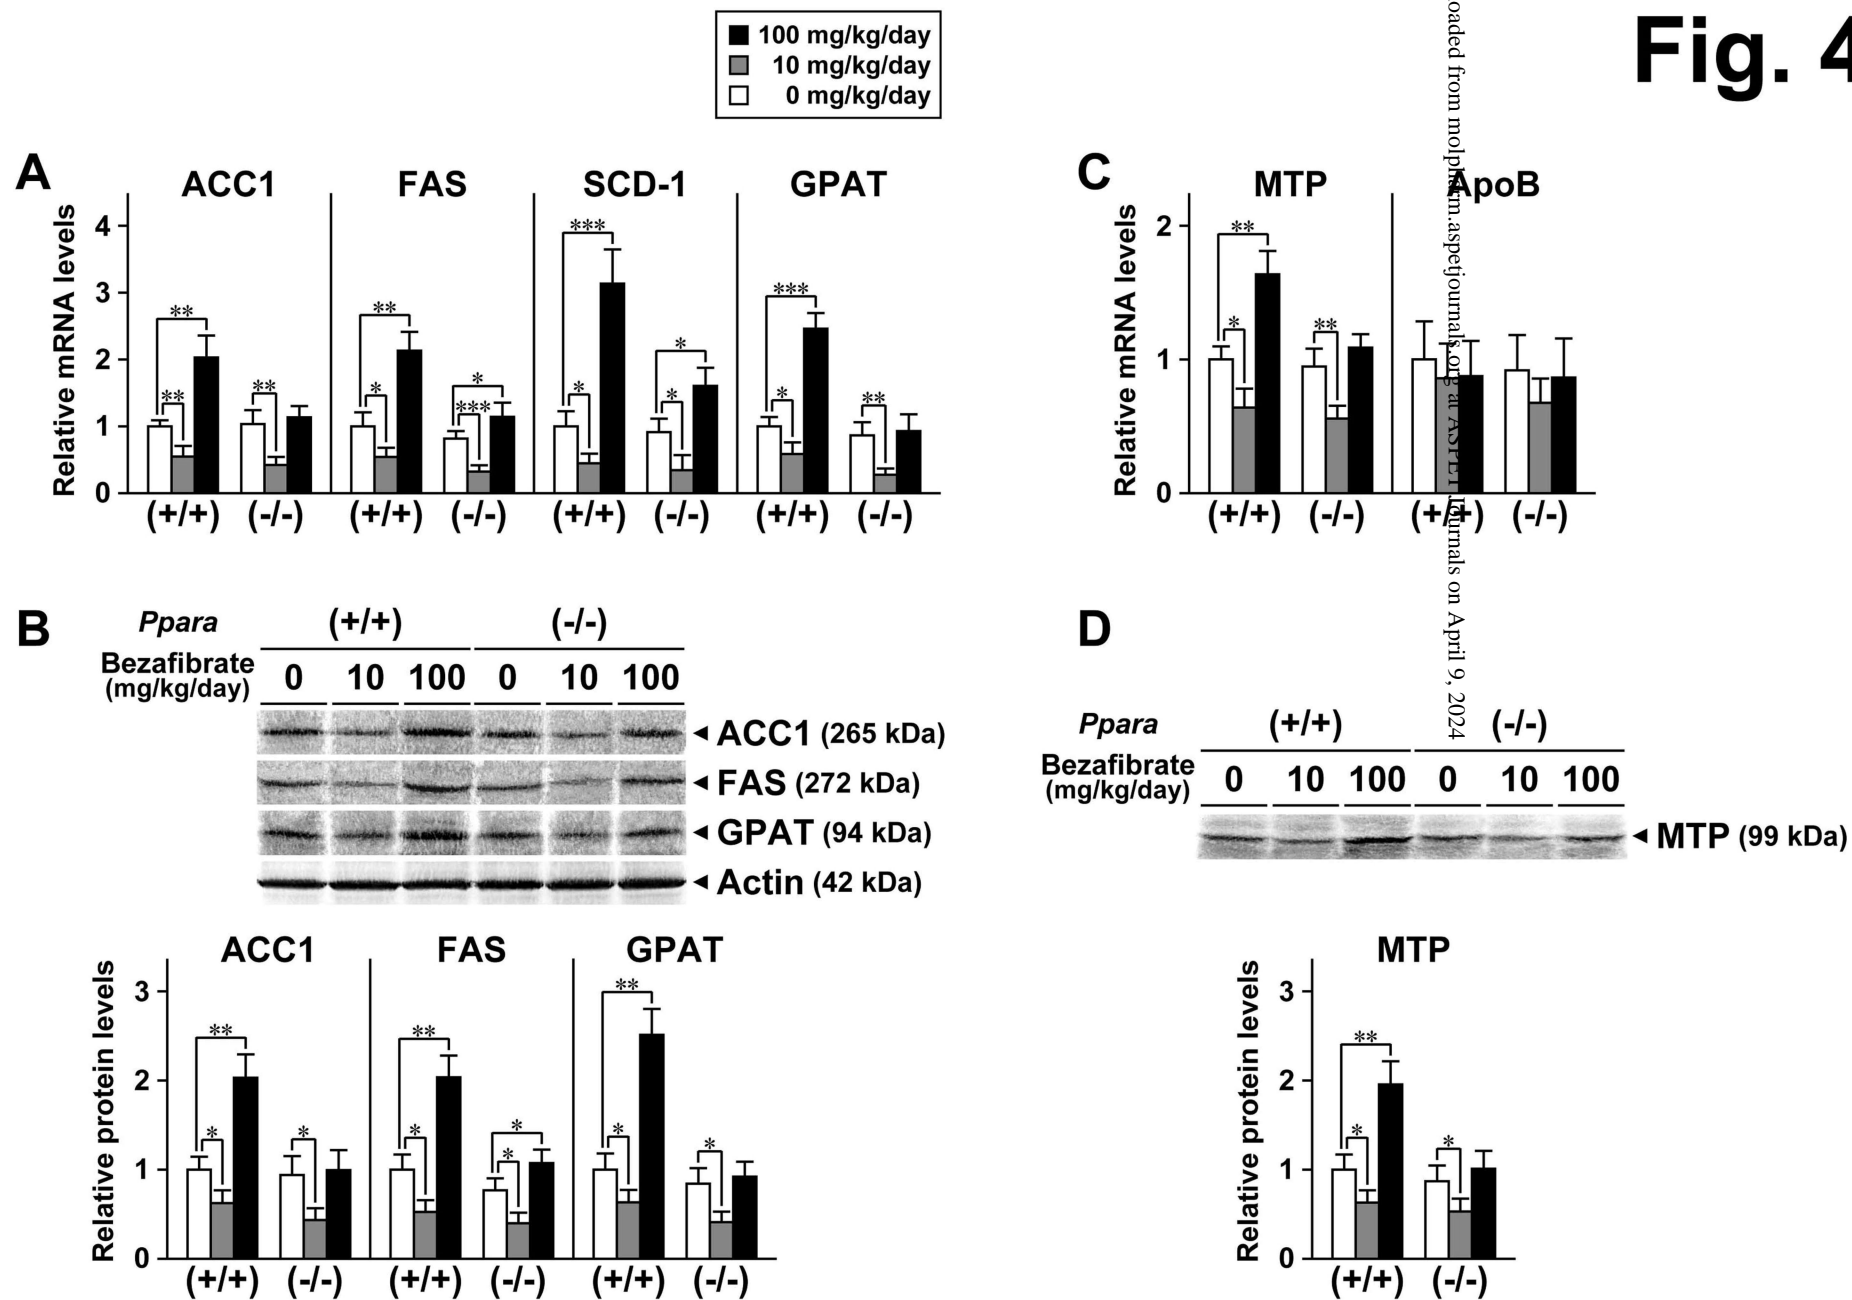 Fig. 4
100 mg/kg/day
10 mg/kg/day
0 mg/kg/day
A
ACC1 FAS SCD-1 GPAT
Relative mRNA levels
4
3
2
1
0
** ** ** * ** *** * *** * * * *** * **
(+/+) (-/-) (+/+) (-/-) (+/+) (-/-) (+/+) (-/-)
C
MTP ApoB
Relative mRNA levels
2
1
0
** * **
(+/+) (-/-) (+/+) (-/-)
oaded from molpharm.aspetjournals.org at ASPET Journals on April 9, 2024
B
Ppara (+/+) (-/-)
Bezafibrate
(mg/kg/day)
0 10 100 0 10 100
ACC1 (265 kDa)
FAS (272 kDa)
GPAT (94 kDa)
Actin (42 kDa)
ACC1 FAS GPAT
Relative protein levels
3
2
1
0
** * * ** * * * ** * *
(+/+) (-/-) (+/+) (-/-) (+/+) (-/-)
D
Ppara (+/+) (-/-)
Bezafibrate
(mg/kg/day)
0 10 100 0 10 100
MTP (99 kDa)
MTP
Relative protein levels
3
2
1
0
** * *
(+/+) (-/-)